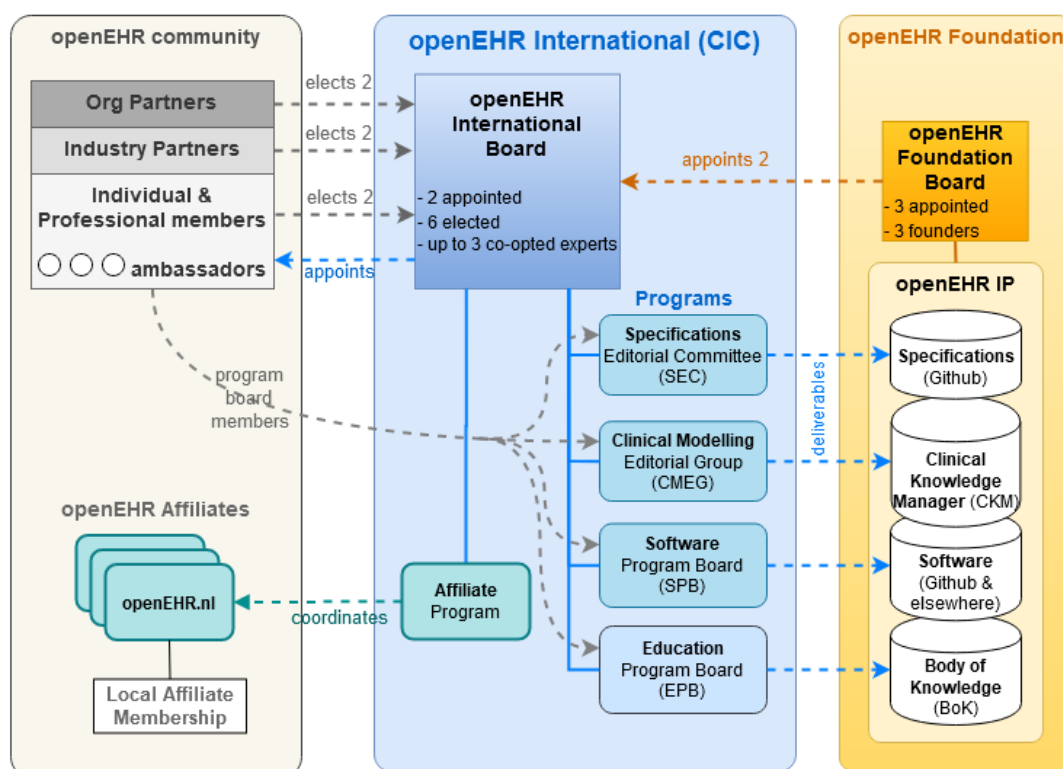 openEHR community
Org Partners
Industry Partners
Individual &
Professional members
ambassadors
elects 2
elects 2
elects 2
appoints
program
board
members
openEHR Affiliates
openEHR.nl
Local Affiliate
Membership
coordinates
openEHR International (CIC)
openEHR
International
Board
- 2 appointed
- 6 elected
- up to 3 co-opted experts
Programs
Specifications
Editorial Committee
(SEC)
Clinical Modelling
Editorial Group
(CMEG)
Software
Program Board
(SPB)
Education
Program Board
(EPB)
Affiliate
Program
appoints 2
deliverables
openEHR Foundation
openEHR
Foundation
Board
- 3 appointed
- 3 founders
openEHR IP
Specifications
(Github)
Clinical
Knowledge
Manager (CKM)
Software
(Github &
elsewhere)
Body of
Knowledge
(BoK)